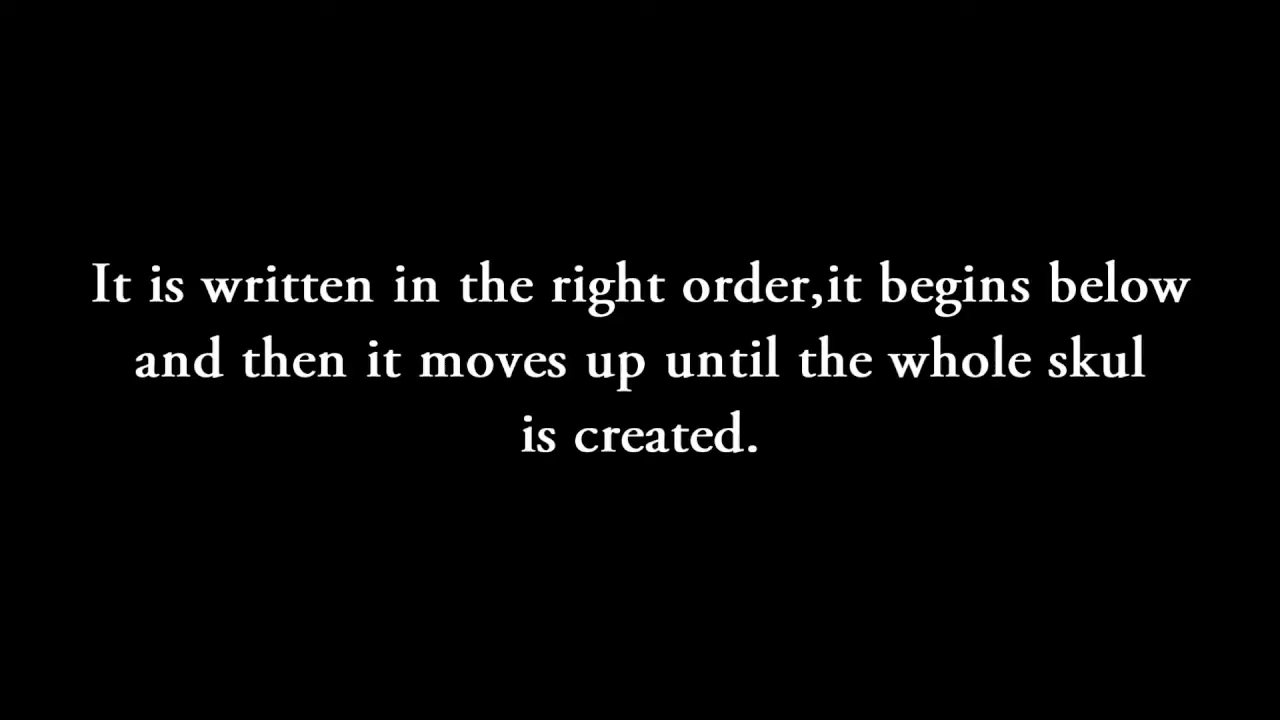 It is written in the right order,it begins below
and then it moves up until the whole skul
is created.